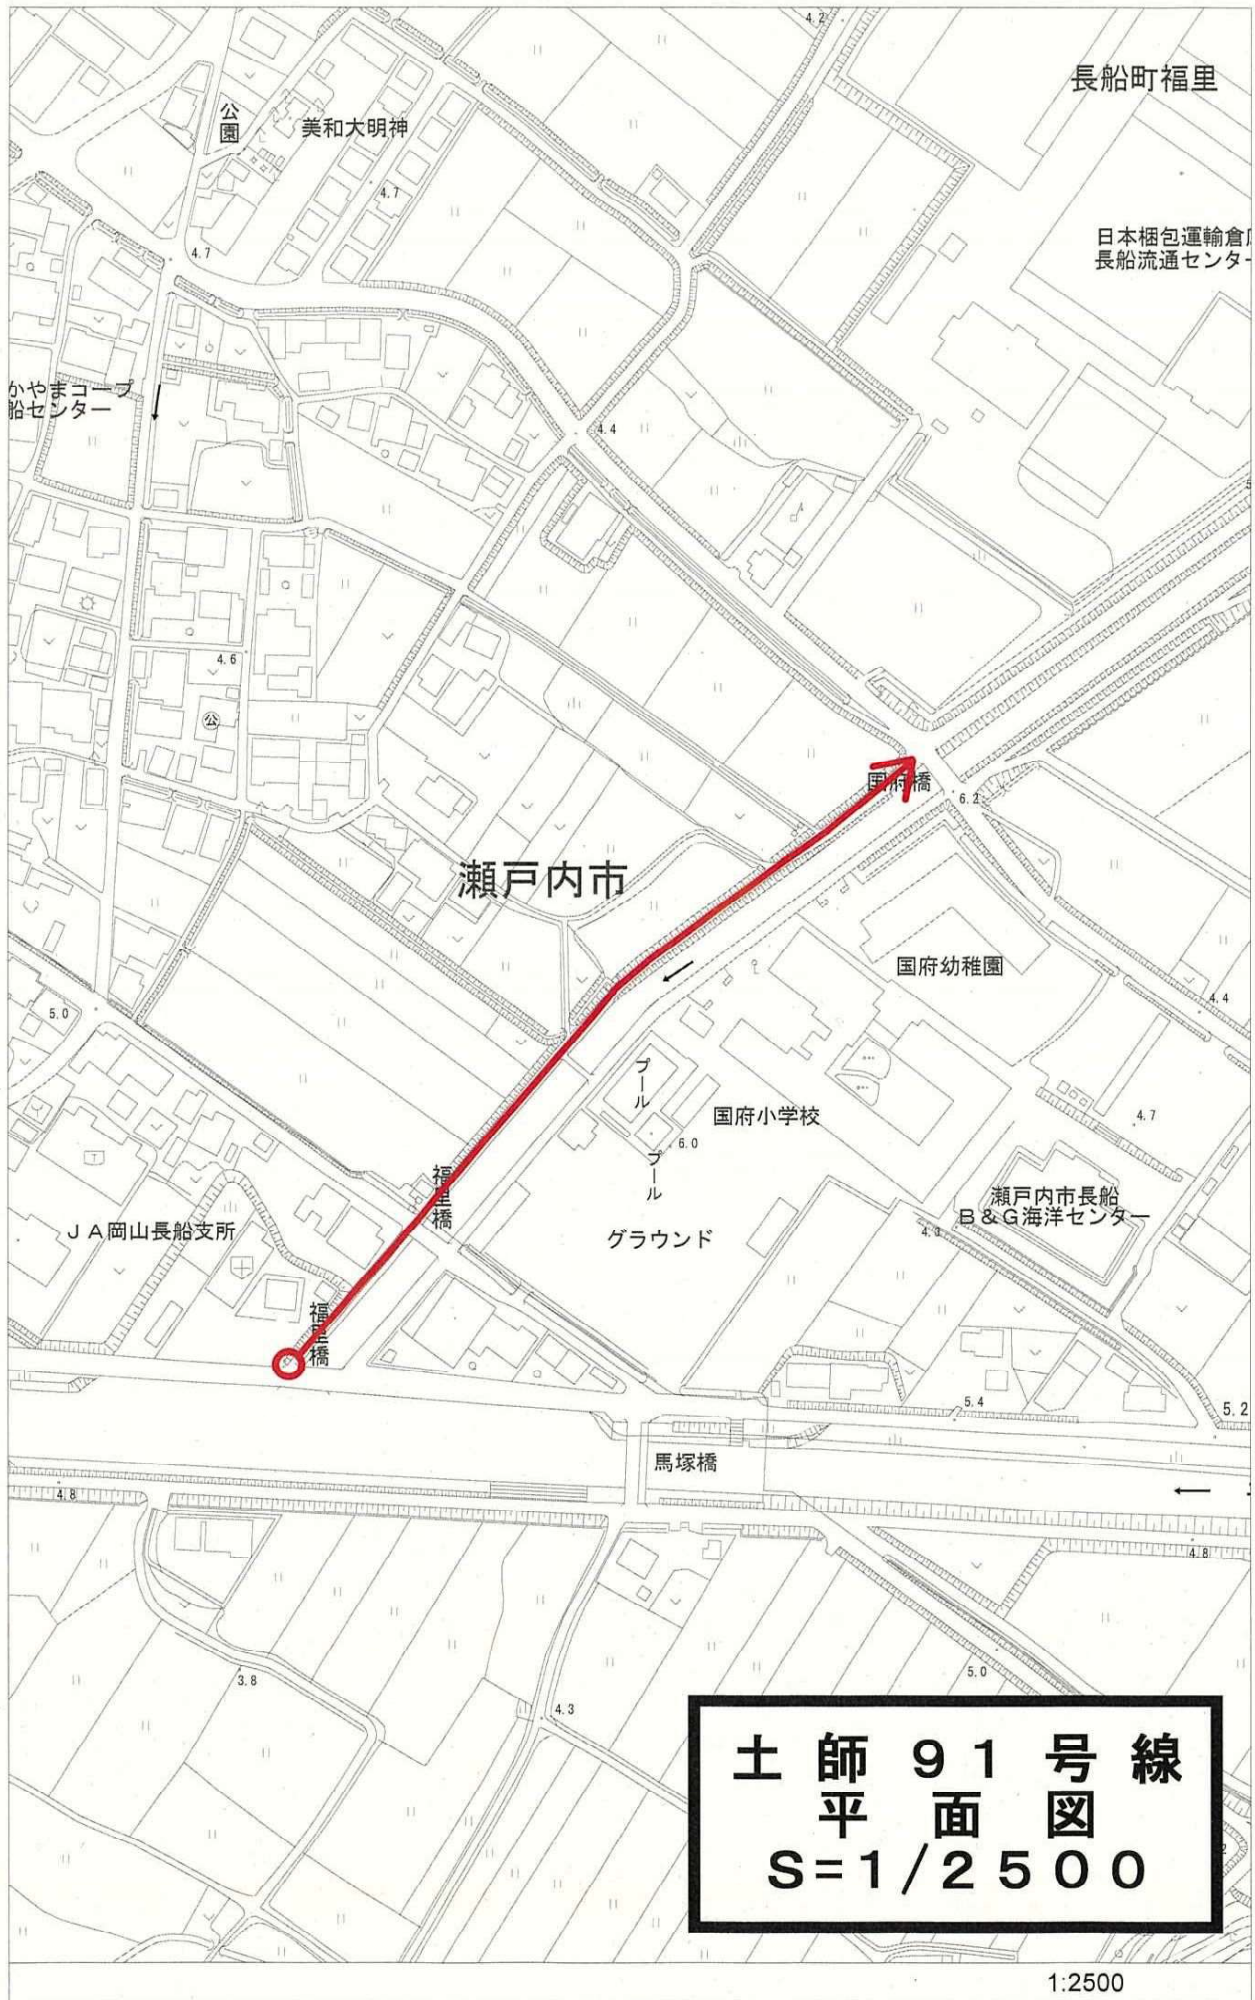 4.2
長船町福里
公園
美和大明神
4.7
日本梱包運輸倉
長船流通センター
4.7
かやまコープ
船センター
4.4
4.6
公
国府橋
6.2
瀬戸内市
国府幼稚園
4.4
5.0
プール
国府小学校
4.7
6.0
プール
福里橋
瀬戸内市長船
B&G海洋センター
JA岡山長船支所
グラウンド
4.3
福里橋
5.4
5.2
馬塚橋
4.8
4.8
5.0
3.8
4.3
土師91号線
平面図
S=1/2500
1:2500